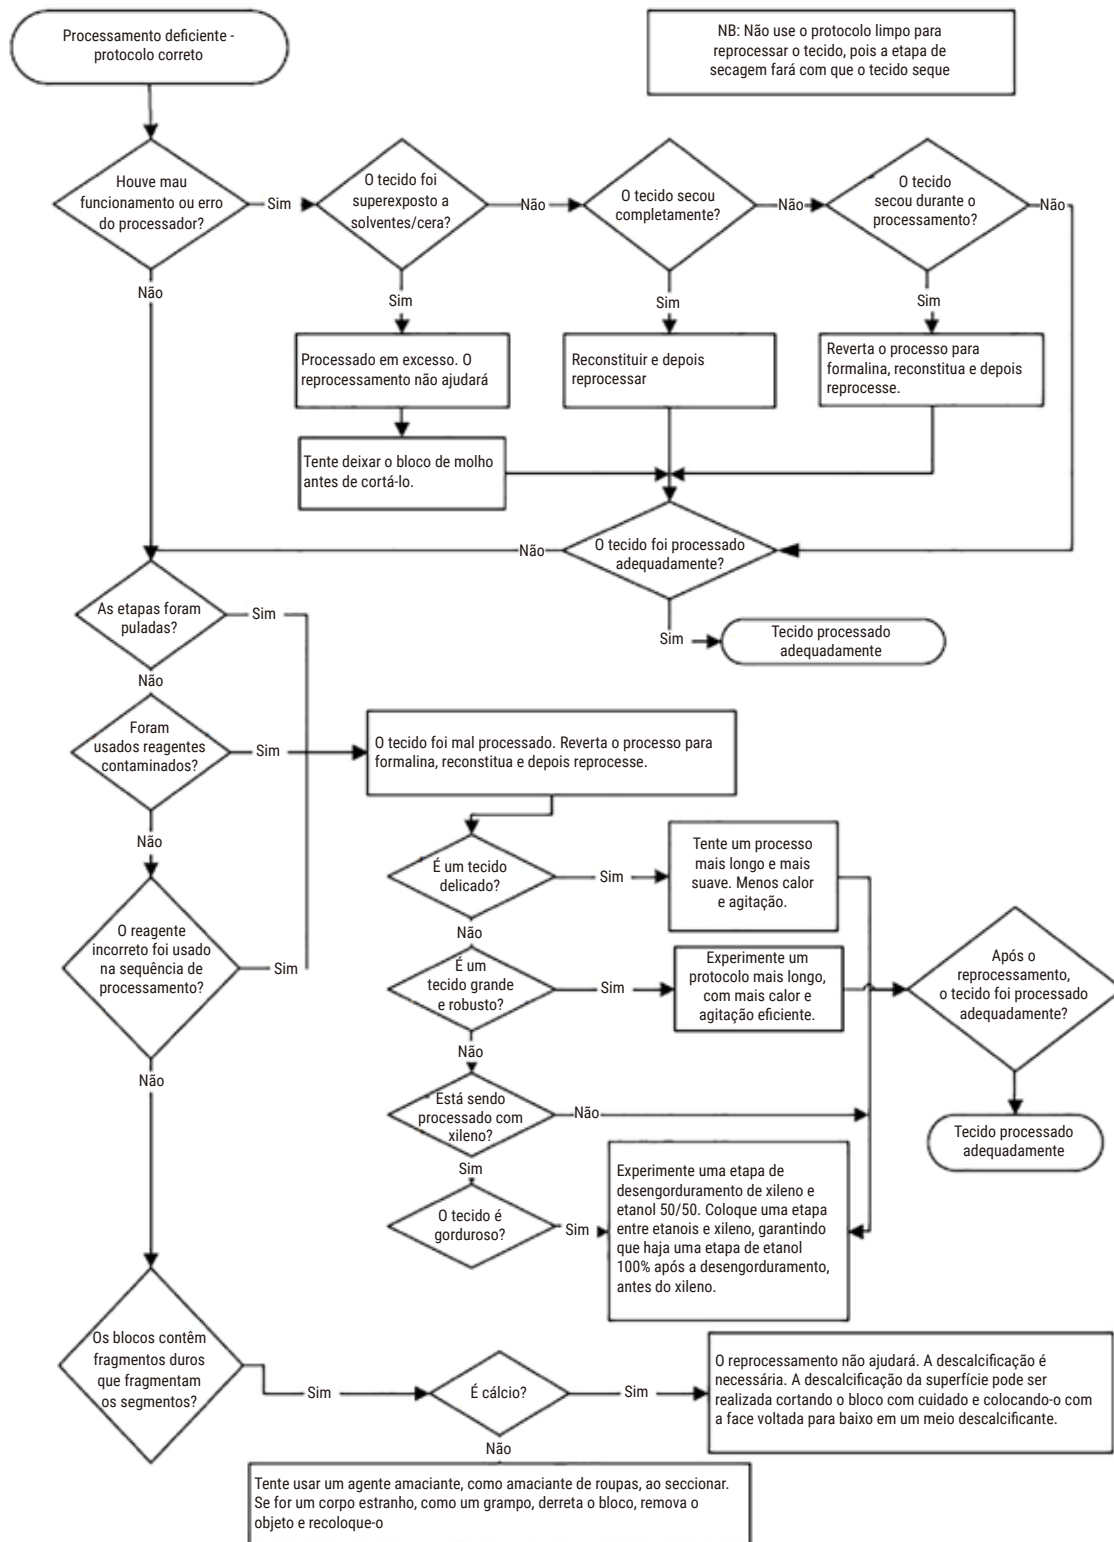 Processamento deficiente -
protocolo correto
NB: Não use o protocolo limpo para
reprocessar o tecido, pois a etapa de
secagem fará com que o tecido seque
Houve mau
funcionamento ou erro
do processador?
Sim
O tecido foi
superexposto a
solventes/cera?
Não
O tecido secou
completamente?
Não
O tecido
secou durante o
processamento?
Não
Não
Sim
Sim
Sim
Processado em excesso. O
reprocessamento não ajudará
Reconstituir e depois
reprocessar
Reverta o processo para
formalina, reconstitua e depois
reprocesse.
Tente deixar o bloco de molho
antes de cortá-lo.
Não
O tecido foi processado
adequadamente?
Sim
Tecido processado
adequadamente
As etapas foram
puladas?
Sim
Não
Foram
usados reagentes
contaminados?
Sim
O tecido foi mal processado. Reverta o processo para
formalina, reconstitua e depois reprocesse.
Não
O reagente
incorreto foi usado
na sequência de
processamento?
Sim
Não
É um tecido
delicado?
Sim
Tente um processo
mais longo e mais
suave. Menos calor
e agitação.
Não
É um
tecido grande
e robusto?
Sim
Experimente um
protocolo mais longo,
com mais calor e
agitação eficiente.
Após o
reprocessamento,
o tecido foi processado
adequadamente?
Tecido processado
adequadamente
Não
Está sendo
processado com
xileno?
Não
Sim
O tecido é
gorduroso?
Sim
Experimente uma etapa de
desengorduramento de xileno e
etanol 50/50. Coloque uma etapa
entre etanois e xileno, garantindo
que haja uma etapa de etanol
100% após a desengorduramento,
antes do xileno.
Os blocos contêm
fragmentos duros
que fragmentam
os segmentos?
Sim
É cálcio?
Sim
O reprocessamento não ajudará. A descalcificação é
necessária. A descalcificação da superfície pode ser
realizada cortando o bloco com cuidado e colocando-o com
a face voltada para baixo em um meio descalcificante.
Não
Tente usar um agente amaciante, como amaciante de roupas, ao seccionar.
Se for um corpo estranho, como um grampo, derreta o bloco, remova o
objeto e recoloque-o